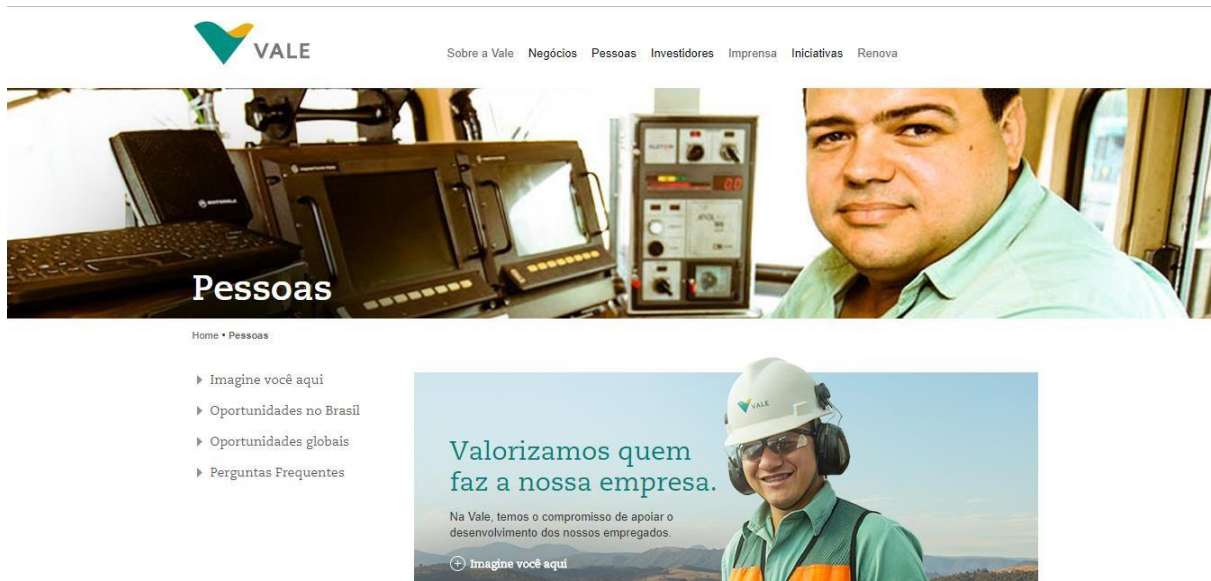 VALE
Sobre a Vale Negócios Pessoas Investidores Imprensa Iniciativas Renova
MOTOROLA
00
Pessoas
Home • Pessoas
Imagine você aqui
Oportunidades no Brasil
Oportunidades globais
Perguntas Frequentes
VALE
Valorizamos quem
faz a nossa empresa.
Na Vale, temos o compromisso de apoiar o
desenvolvimento dos nossos empregados.
Imagine você aqui